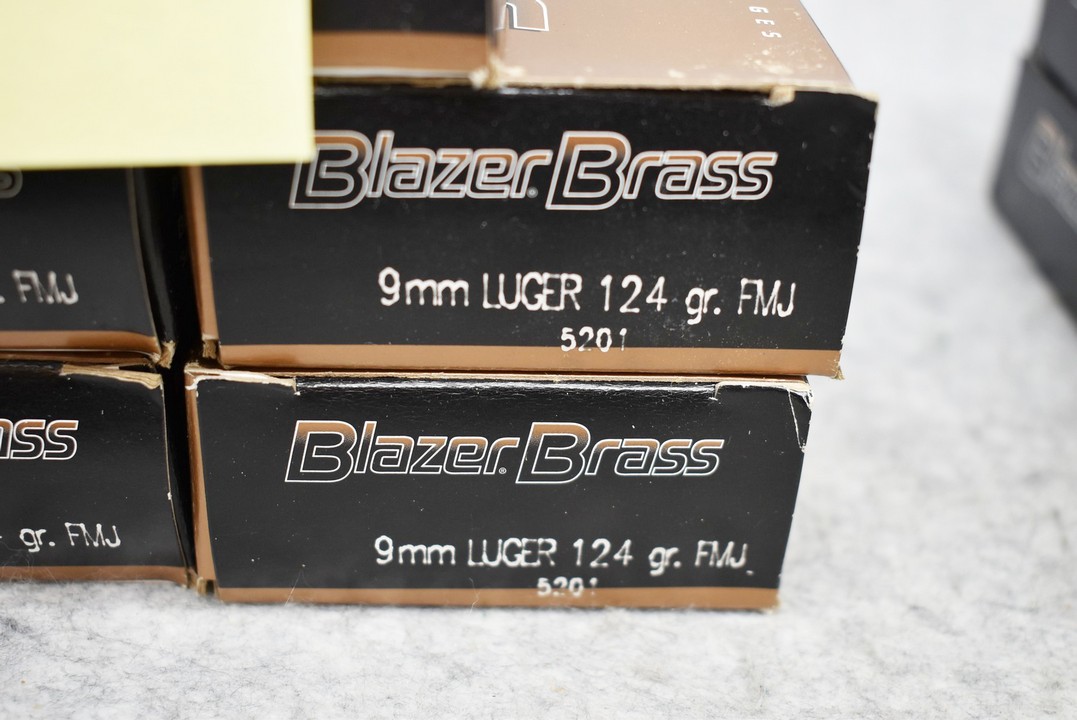 GES
Blazer® Brass
9mm LUGER 124 gr. FMJ
5201
FMJ
Blazer® Brass
9mm LUGER 124 gr. FMJ
5201
ass
gr. FMJ